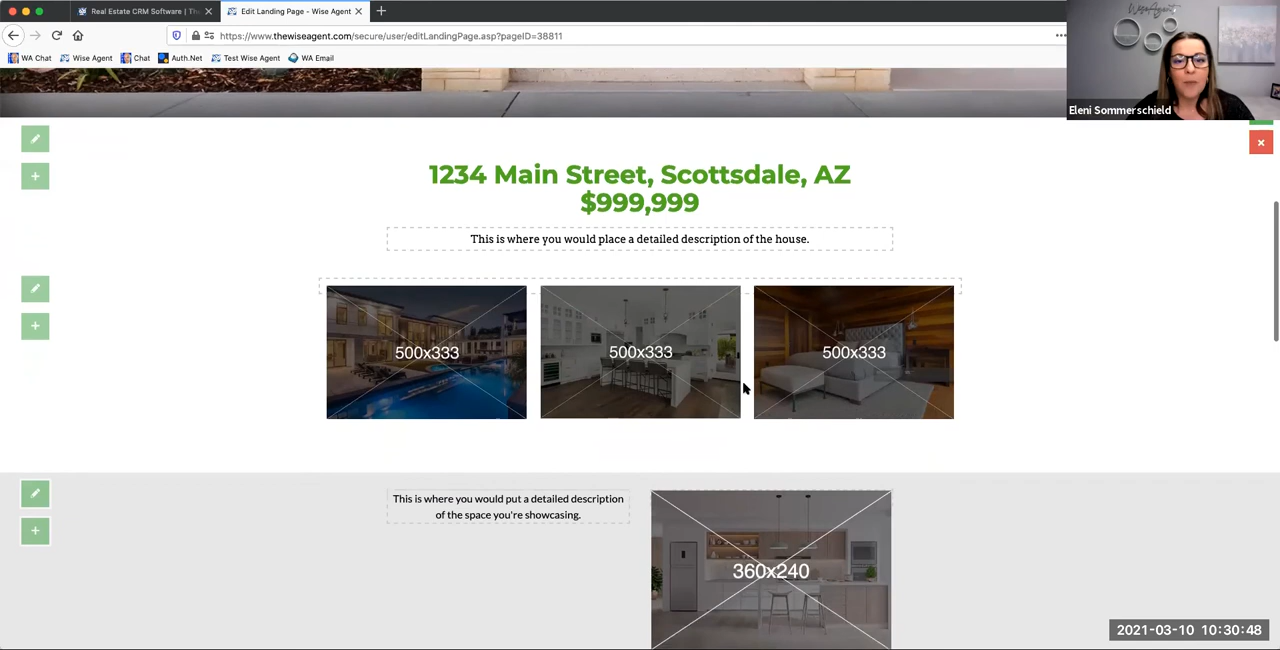 Real Estate CRM Software | Th
Edit Landing Page - Wise Agent
https://www.thewiseagent.com/secure/user/editLandingPage.asp?pageID=38811
WA Chat
Wise Agent
Chat
Auth.Net
Test Wise Agent
WA Email
WiseAgent
Eleni Sommerschield
1234 Main Street, Scottsdale, AZ
$999,999
This is where you would place a detailed description of the house.
500x333
500x333
500x333
This is where you would put a detailed description
of the space you're showcasing.
360x240
2021-03-10 10:30:48